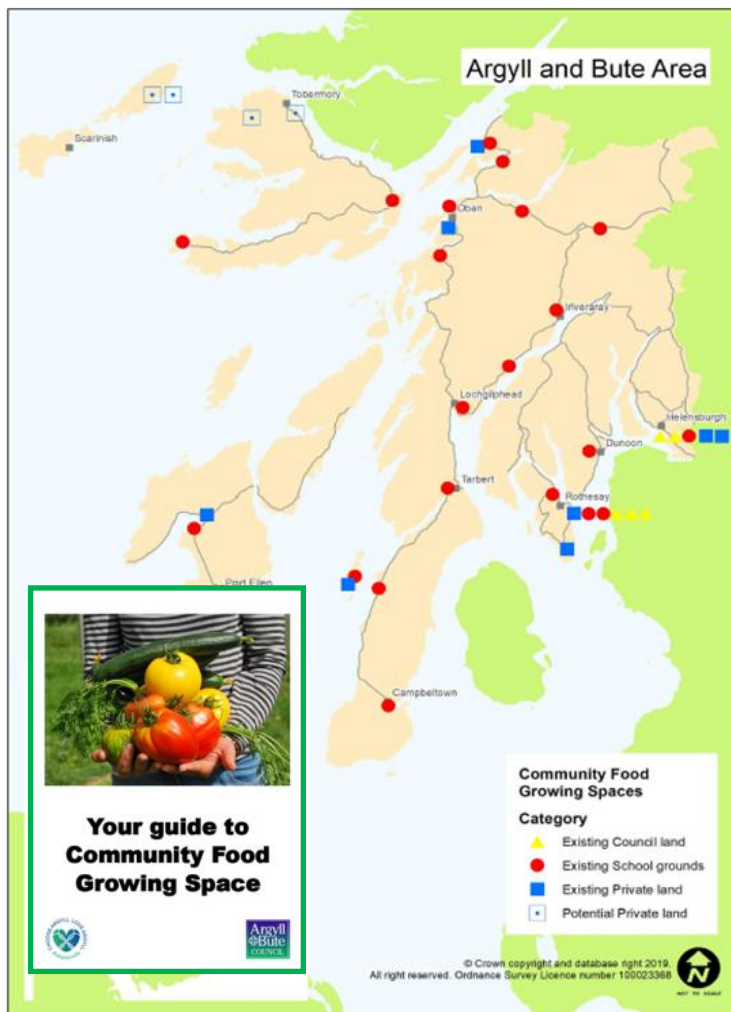 Argyll and Bute Area
Tobermory
Scarinish
Oban
Inveraray
Lochgilphead
Helensburgh
Dunoon
Tarbert
Rothesay
Port Ellen
Campbeltown
Your guide to
Community Food
Growing Space
Argyll
&Bute
COUNCIL
Community Food
Growing Spaces
Category
Existing Council land
Existing School grounds
Existing Private land
Potential Private land
© Crown copyright and database right 2019.
All right reserved. Ordnance Survey Licence number 100023368
N
NOT TO SCALE